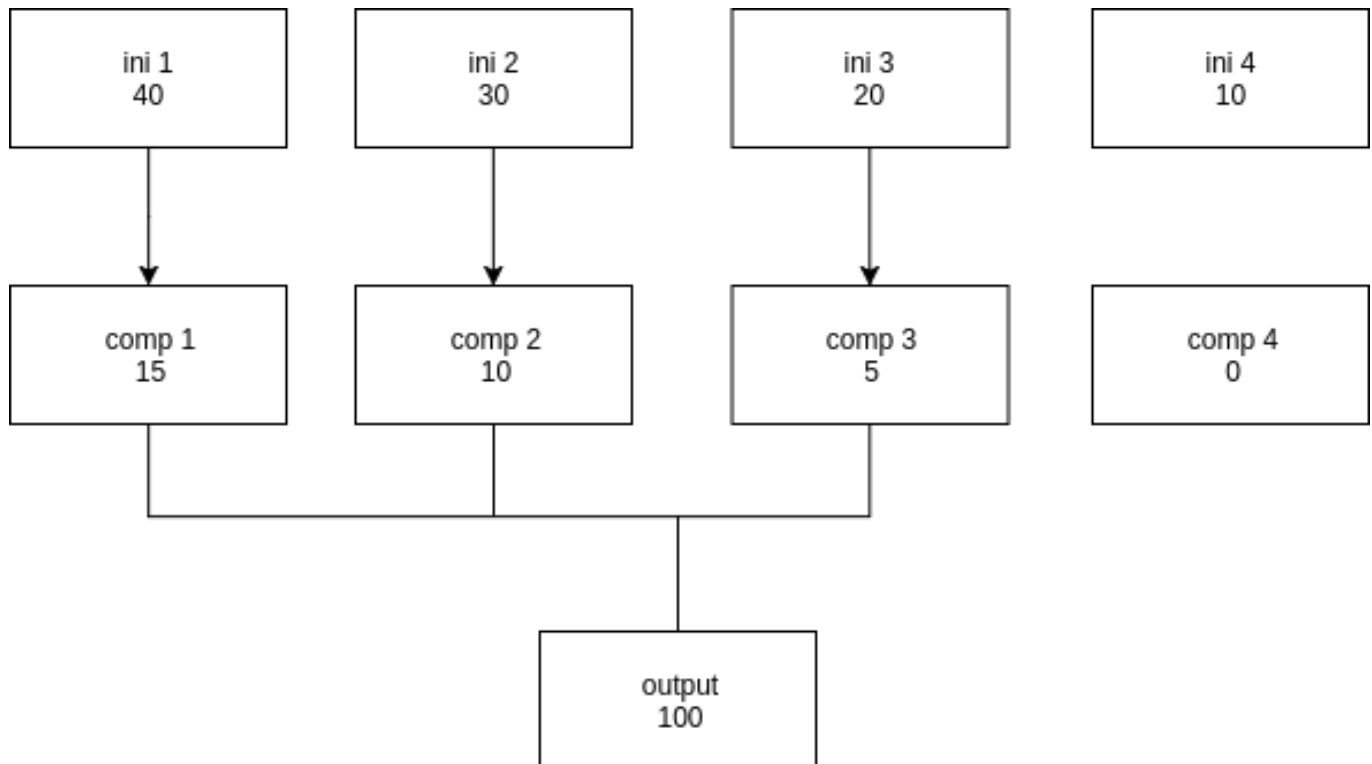 ini 1
40
ini 2
30
ini 3
20
ini 4
10
comp 1
15
comp 2
10
comp 3
5
comp 4
0
output
100